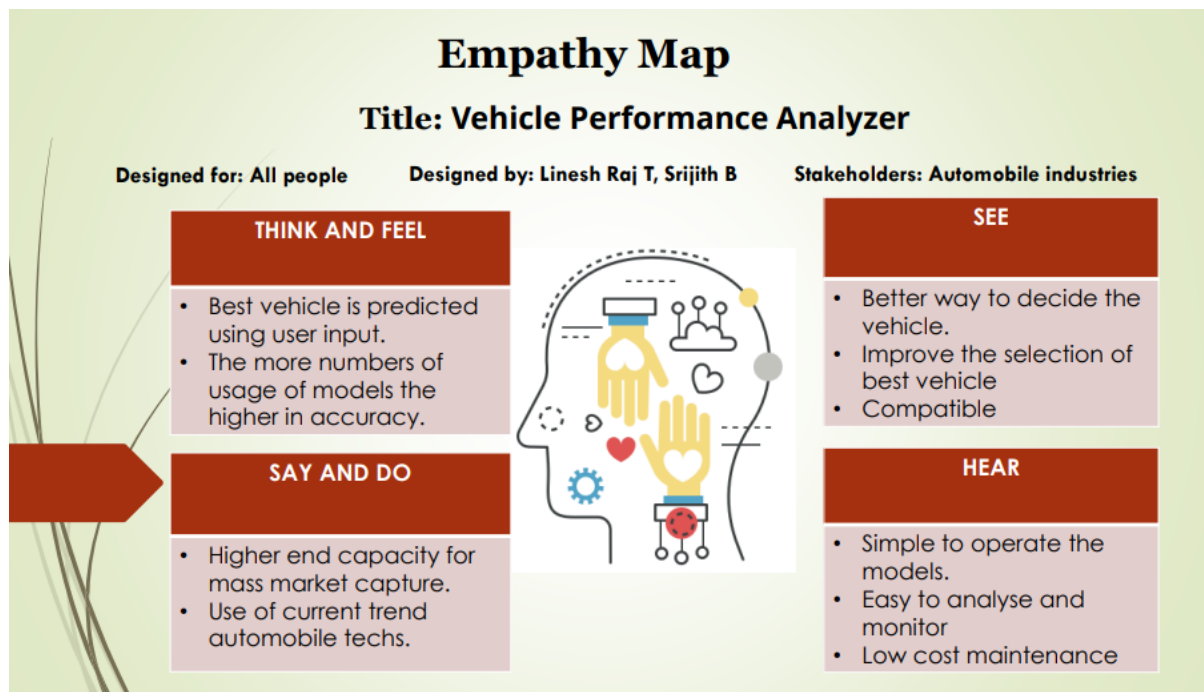 Empathy Map
Title: Vehicle Performance Analyzer
Designed for: All people
Designed by: Linesh Raj T, Srijith B
Stakeholders: Automobile industries
THINK AND FEEL
• Best vehicle is predicted
using user input.
• The more numbers of
usage of models the
higher in accuracy.
SAY AND DO
• Higher end capacity for
mass market capture.
• Use of current trend
automobile techs.
SEE
• Better way to decide the
vehicle.
• Improve the selection of
best vehicle
• Compatible
HEAR
• Simple to operate the
models.
• Easy to analyse and
monitor
• Low cost maintenance